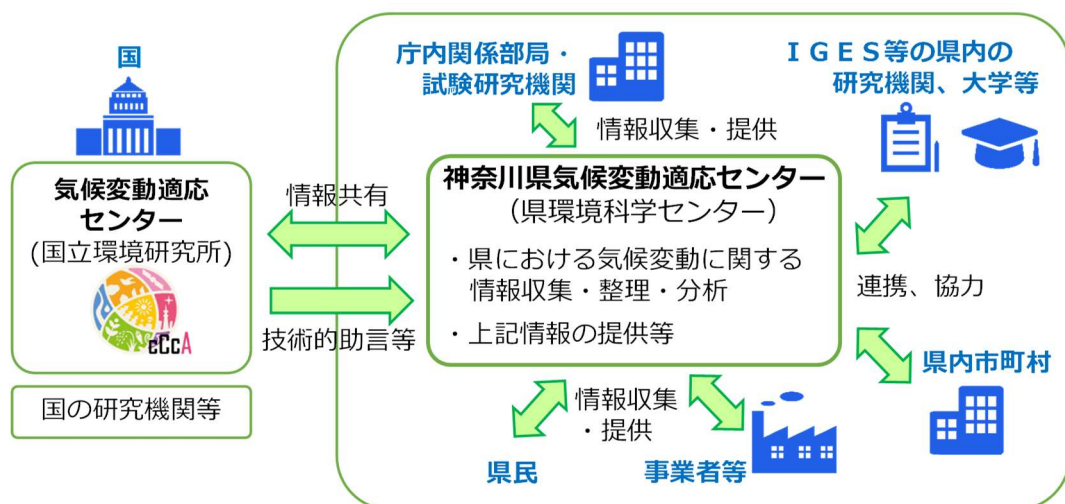 国
気候変動適応
センター
(国立環境研究所)
eCcA
国の研究機関等
情報共有
技術的助言等
庁内関係部局・
試験研究機関
情報収集・提供
ＩＧＥＳ等の県内の
研究機関、大学等
神奈川県気候変動適応センター
（県環境科学センター）
・県における気候変動に関する
情報収集・整理・分析
・上記情報の提供等
連携、協力
県内市町村
情報収集
・提供
県民
事業者等